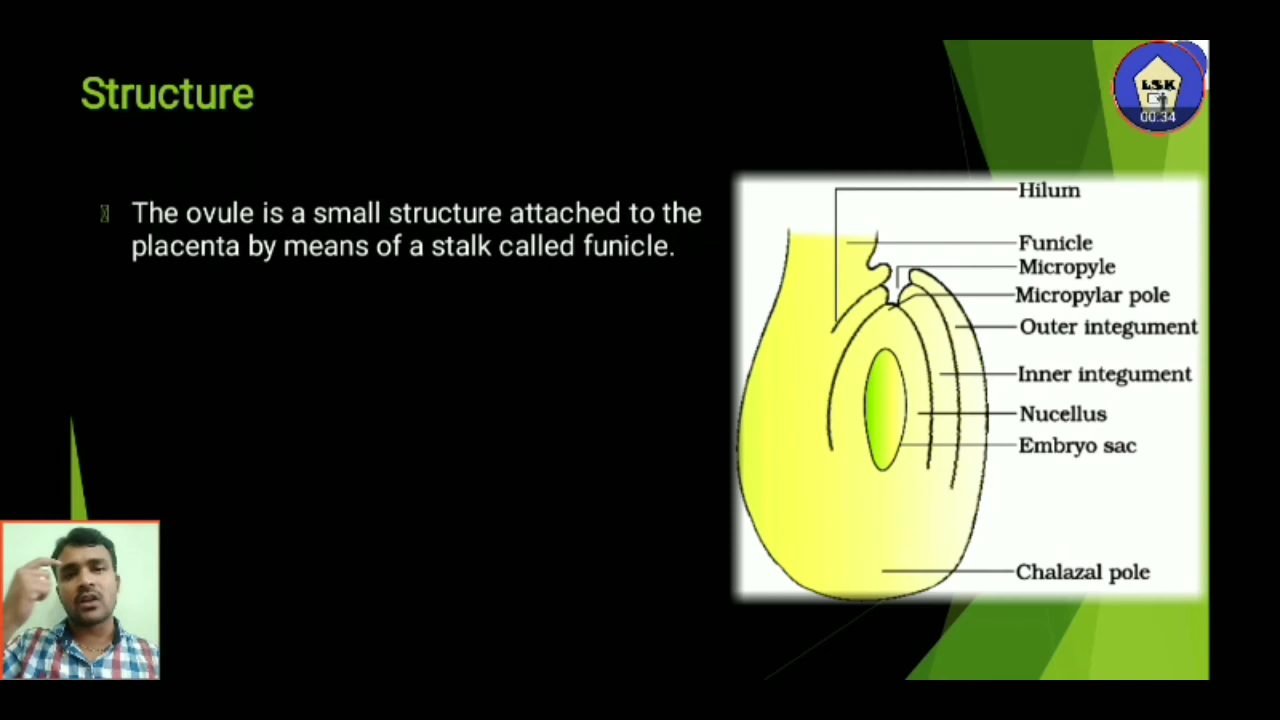 Structure
LSK
00:34
The ovule is a small structure attached to the
placenta by means of a stalk called funicle.
Hilum
Funicle
Micropyle
Micropylar pole
Outer integument
Inner integument
Nucellus
Embryo sac
Chalazal pole